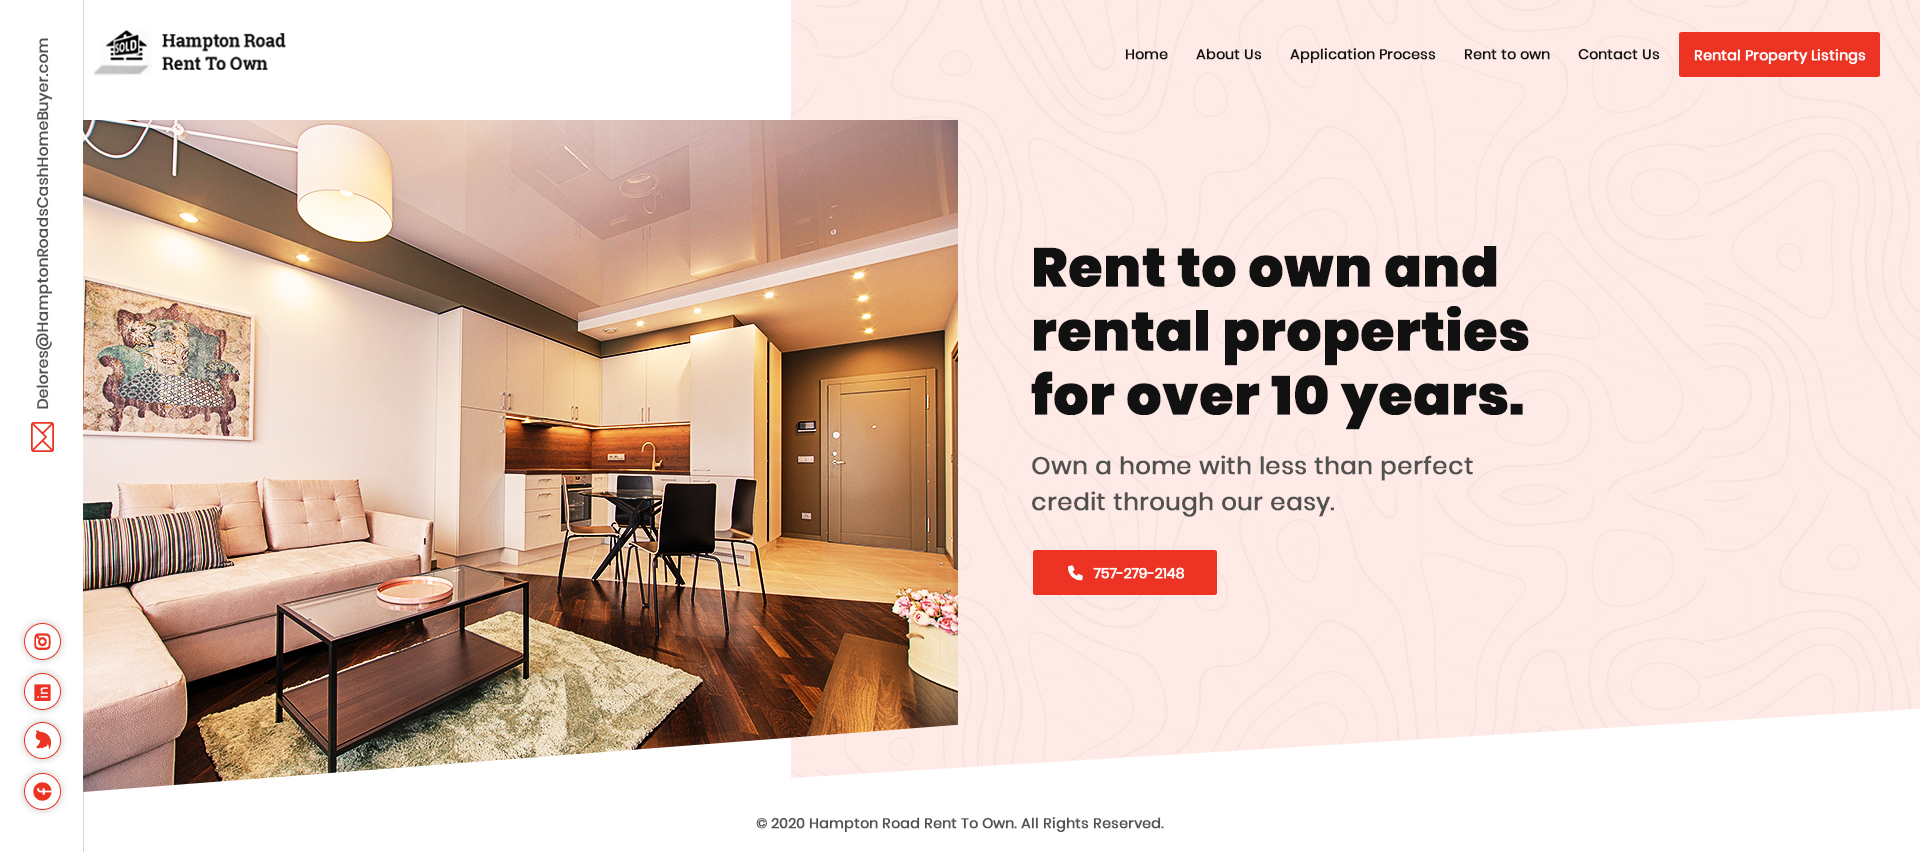 Delores@HamptonRoadsCashHomeBuyer.com
SOLD
Hampton Road
Rent To Own
Home
About Us
Application Process
Rent to own
Contact Us
Rental Property Listings
Rent to own and
rental properties
for over 10 years.
Own a home with less than perfect
credit through our easy.
757-279-2148
© 2020 Hampton Road Rent To Own. All Rights Reserved.